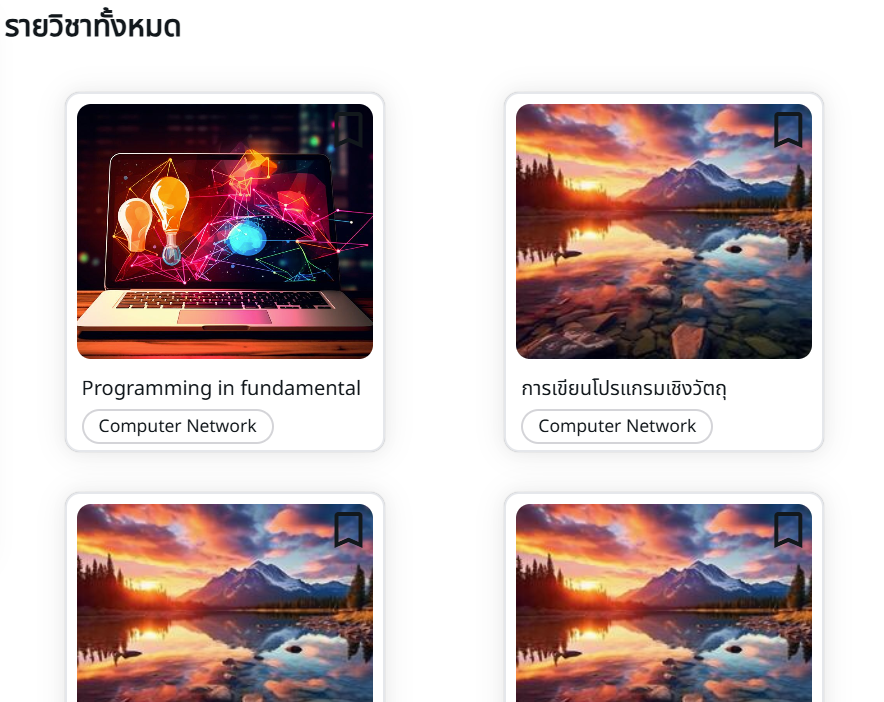 รายวิชาทั้งหมด
Programming in fundamental
Computer Network
การเขียนโปรแกรมเชิงวัตถุ
Computer Network